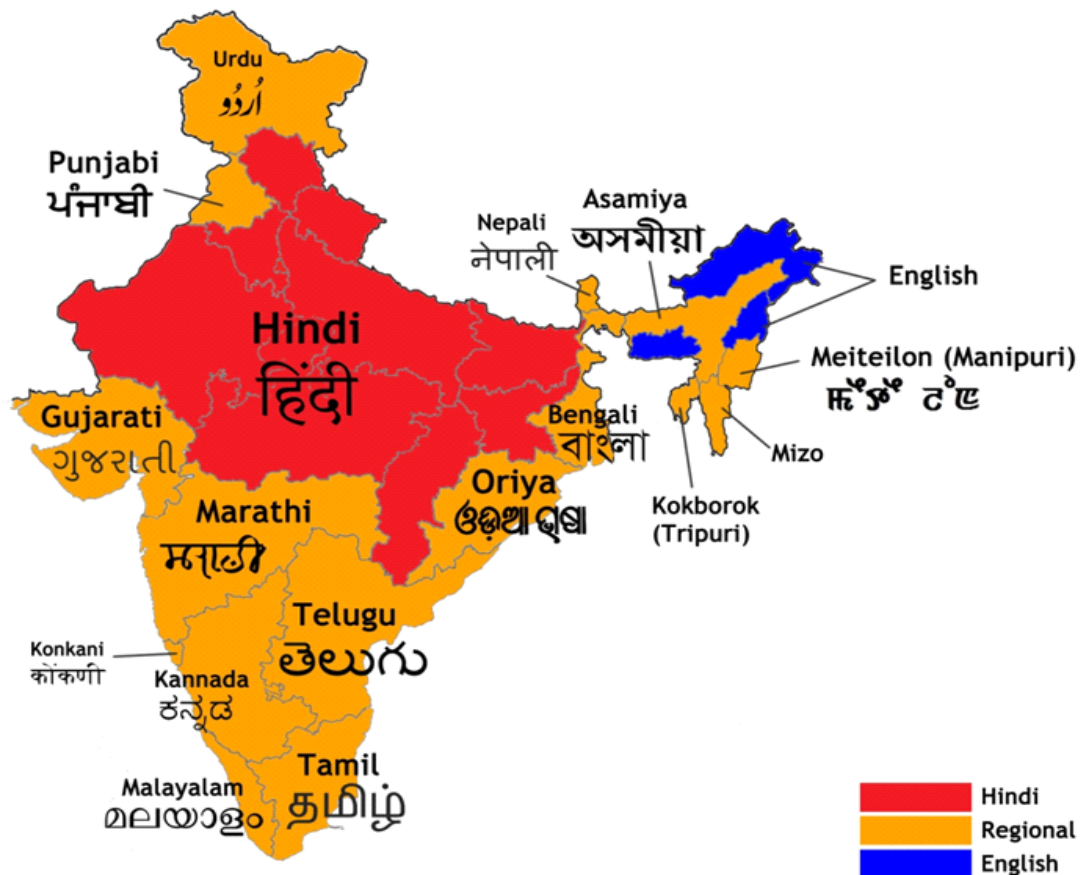 Urdu
اُردُو
Punjabi
ਪੰਜਾਬੀ
Nepali
नेपाली
Asamiya
অসমীয়া
English
Hindi
हिंदी
Meiteilon (Manipuri)
Gujarati
ગુજરાતી
Bengali
বাংলা
Mizo
Oriya
ଓଡ଼ିଆ ଭାଷା
Kokborok
(Tripuri)
Marathi
Telugu
తెలుగు
Konkani
कोंकणी
Kannada
ಕನ್ನಡ
Tamil
தமிழ்
Malayalam
മലയാളം
Hindi
Regional
English